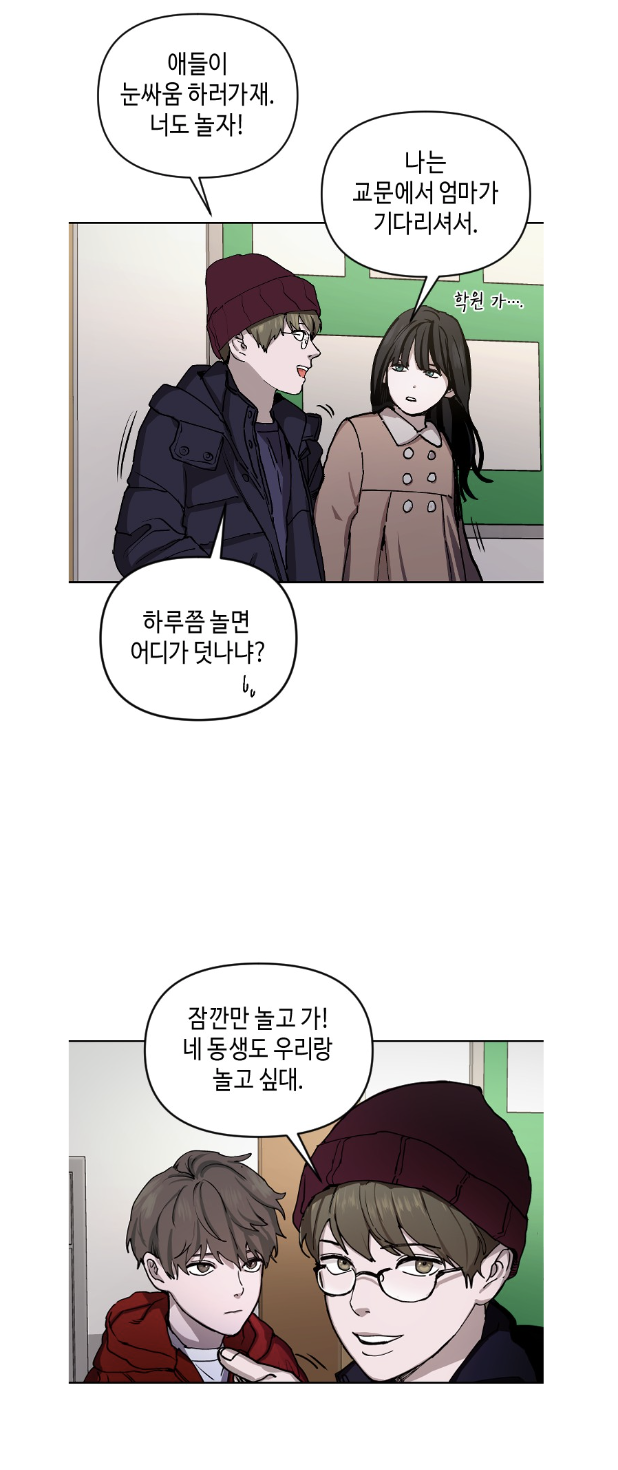 애들이
눈싸움 하러가재.
너도 놀자!
나는
교문에서 엄마가
기다리셔서.
학원 가….
하루쯤 놀면
어디가 덧나냐?
잠깐만 놀고 가!
네 동생도 우리랑
놀고 싶대.